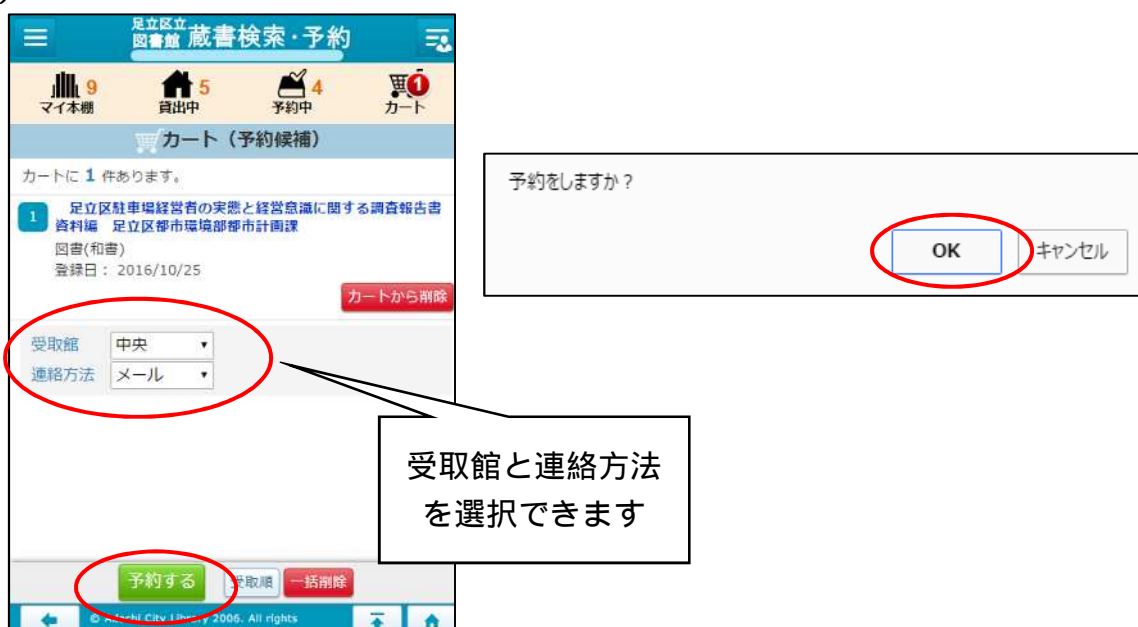 足立区立
図書館 蔵書検索・予約
9
マイ本棚
5
貸出中
4
予約中
1
カート
カート（予約候補）
カートに 1 件あります。
1 足立区駐車場経営者の実態と経営意識に関する調査報告書
資料編 足立区都市環境部都市計画課
図書(和書)
登録日： 2016/10/25
カートから削除
受取館 中央
連絡方法 メール
受取館と連絡方法
を選択できます
予約する 受取順 一括削除
© Adachi City Library 2006. All rights
予約をしますか？
OK キャンセル